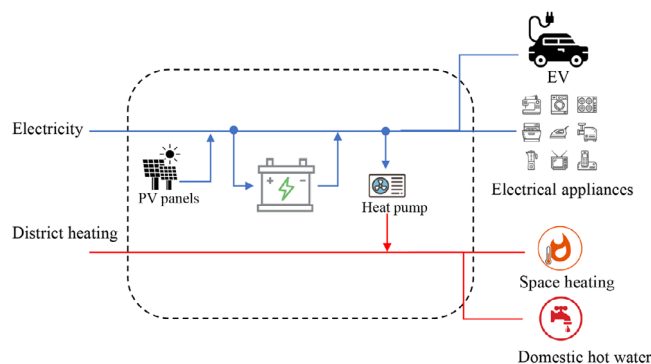 EV
Electricity
PV panels
Heat pump
Electrical appliances
District heating
Space heating
Domestic hot water